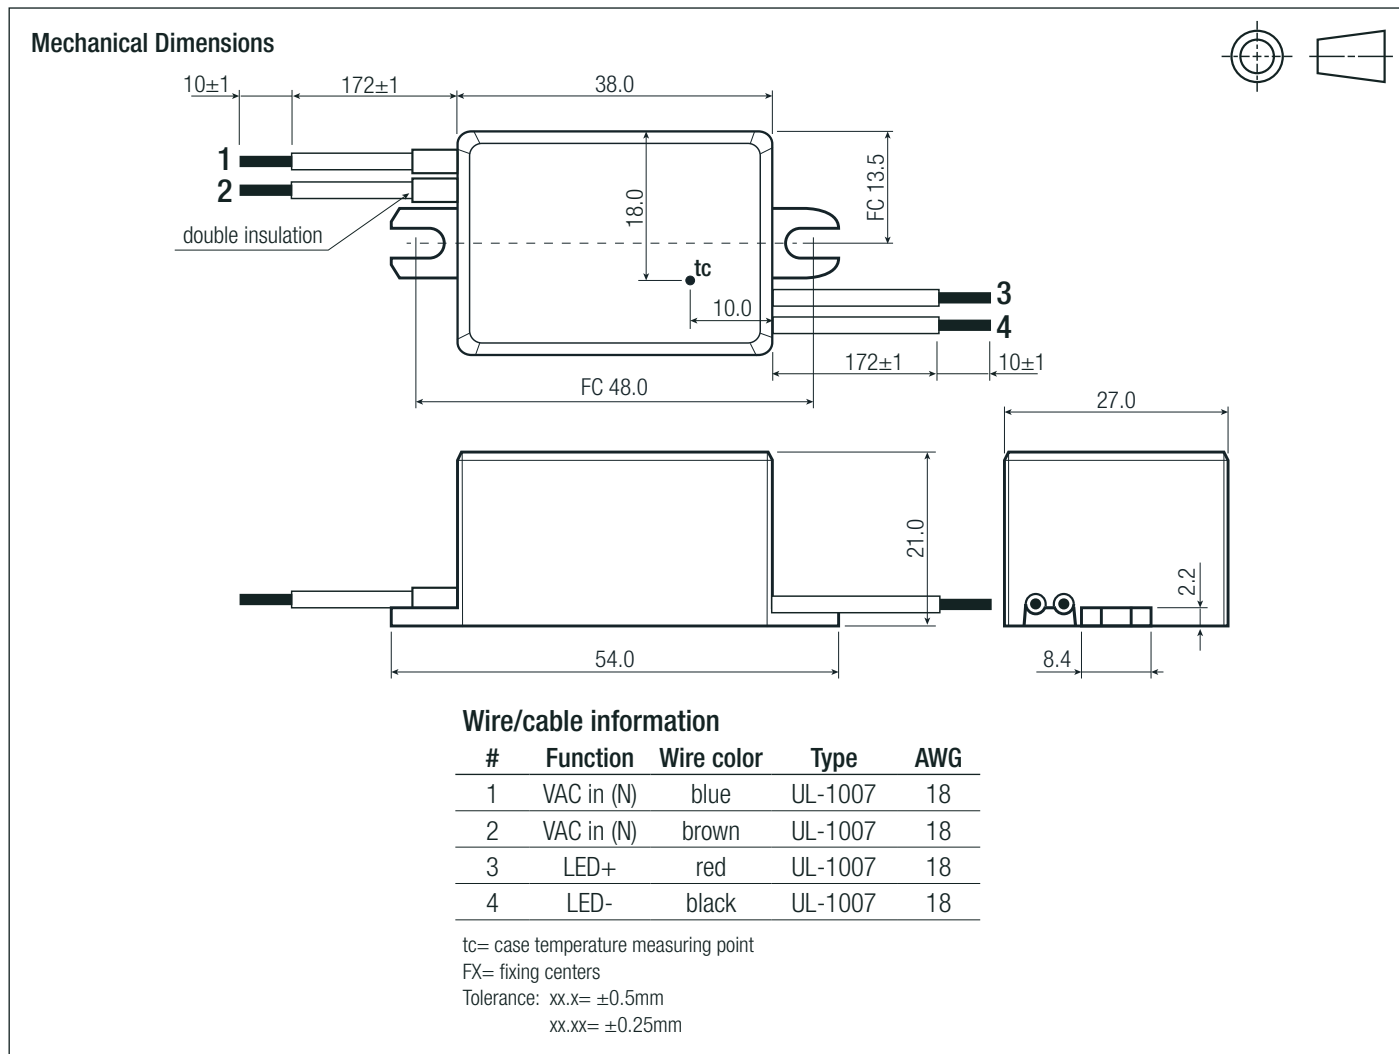 Mechanical Dimensions
10±1
172±1
38.0
1
2
double insulation
18.0
FC 13.5
tc
10.0
3
4
172±1
10±1
FC 48.0
27.0
21.0
2.2
54.0
8.4
Wire/cable information
# Function Wire color Type AWG
1 VAC in (N) blue UL-1007 18
2 VAC in (N) brown UL-1007 18
3 LED+ red UL-1007 18
4 LED- black UL-1007 18
tc= case temperature measuring point
FX= fixing centers
Tolerance: xx.x= ±0.5mm
xx.xx= ±0.25mm